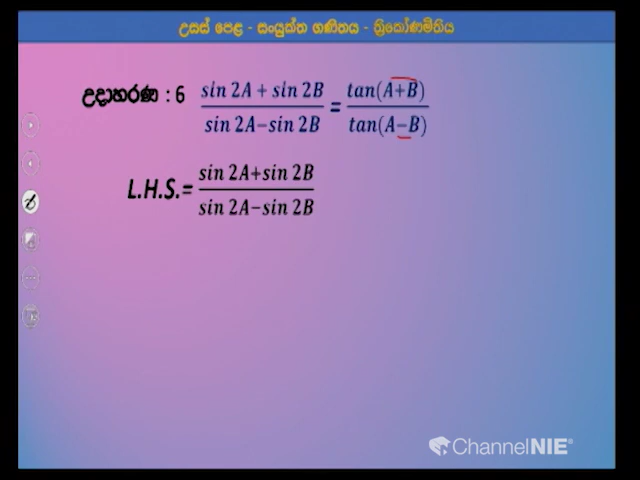 උසස් පෙළ - සංයුක්ත ගණිතය - ත්‍රිකෝණමිතිය
උදාහරණ : 6 (sin 2A + sin 2B)/(sin 2A−sin 2B) = tan(A+B)/tan(A−B)
L.H.S.= (sin 2A+sin 2B)/(sin 2A−sin 2B)
ChannelNIE